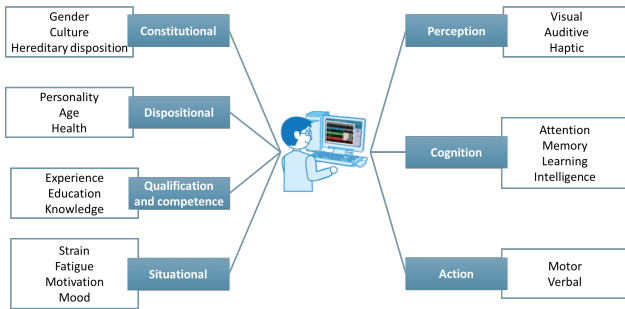 Gender
Culture
Hereditary disposition
Constitutional
Personality
Age
Health
Dispositional
Experience
Education
Knowledge
Qualification
and competence
Strain
Fatigue
Motivation
Mood
Situational
Perception
Visual
Auditive
Haptic
Cognition
Attention
Memory
Learning
Intelligence
Action
Motor
Verbal